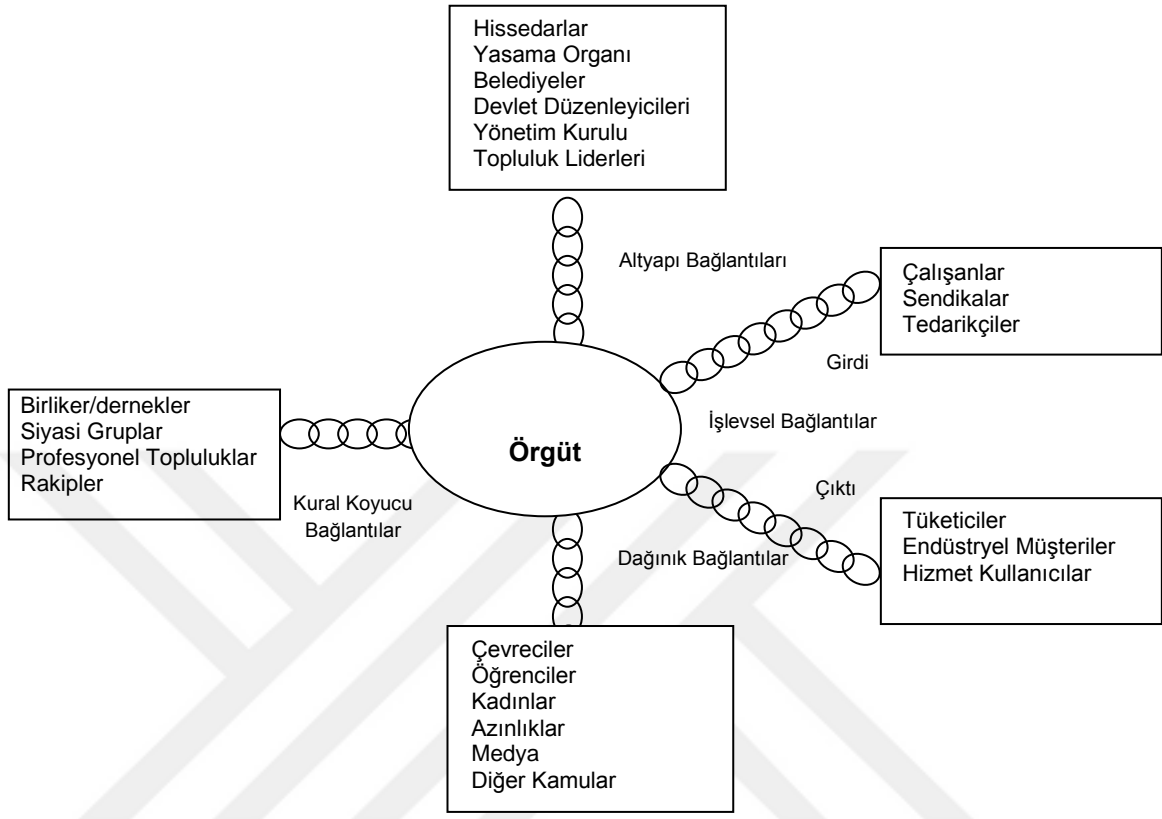 Hissedarlar
Yasama Organı
Belediyeler
Devlet Düzenleyicileri
Yönetim Kurulu
Topluluk Liderleri
Altyapı Bağlantıları
Çalışanlar
Sendikalar
Tedarikçiler
Girdi
Birliker/dernekler
Siyasi Gruplar
Profesyonel Topluluklar
Rakipler
Örgüt
İşlevsel Bağlantılar
Kural Koyucu
Bağlantılar
Çıktı
Dağınık Bağlantılar
Tüketiciler
Endüstryel Müşteriler
Hizmet Kullanıcılar
Çevreciler
Öğrenciler
Kadınlar
Azınlıklar
Medya
Diğer Kamular